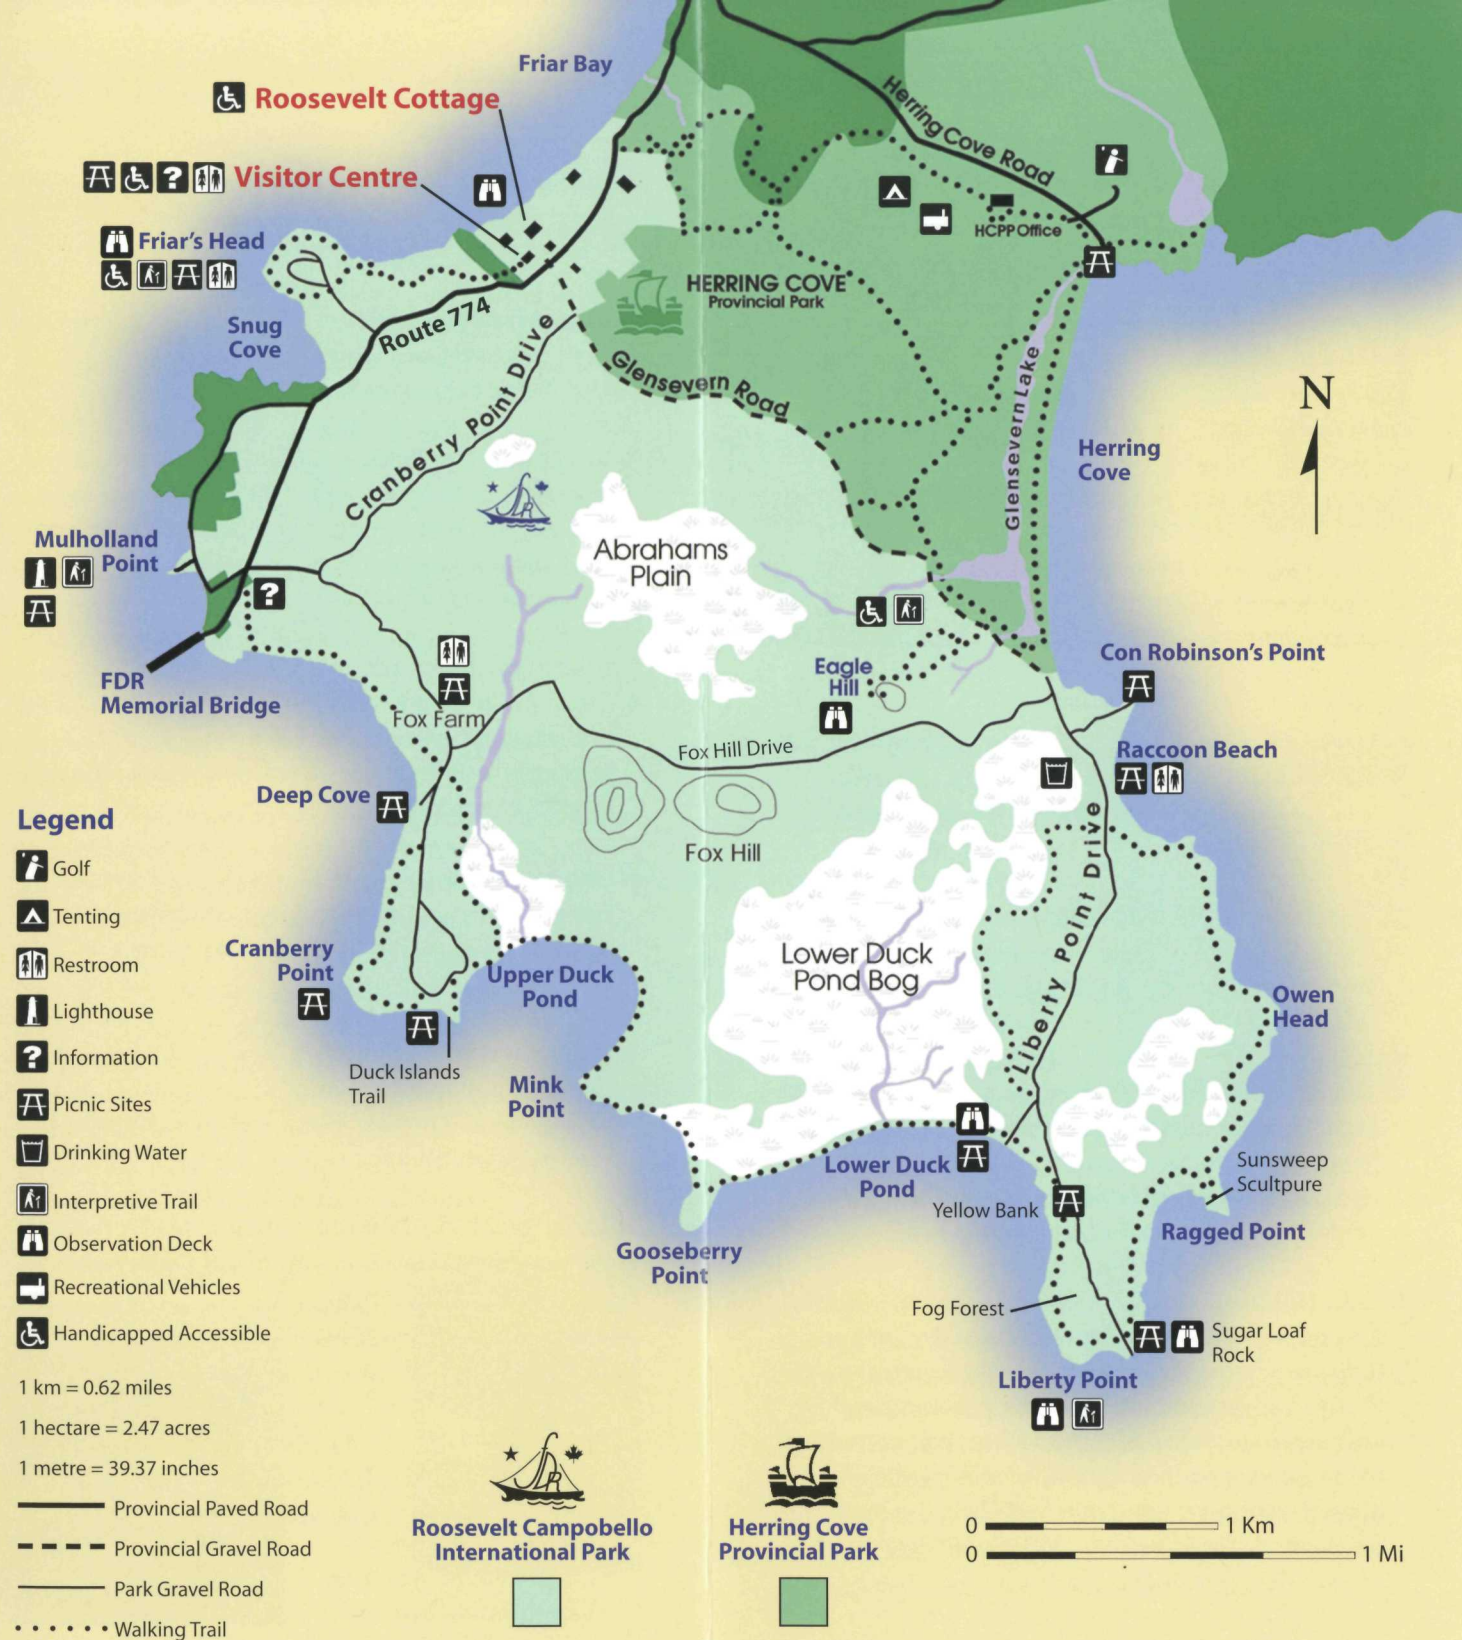 Friar Bay
Roosevelt Cottage
Visitor Centre
?
Friar's Head
Snug
Cove
Route 774
Herring Cove Road
HCPP Office
HERRING COVE
Provincial Park
Glensevern Road
Cranberry Point Drive
Glensevern Lake
N
Herring
Cove
Abrahams
Plain
Mulholland
Point
?
FDR
Memorial Bridge
Fox Farm
Eagle
Hill
Con Robinson's Point
Fox Hill Drive
Raccoon Beach
Deep Cove
Fox Hill
Liberty Point Drive
Cranberry
Point
Upper Duck
Pond
Lower Duck
Pond Bog
Owen
Head
Duck Islands
Trail
Mink
Point
Lower Duck
Pond
Yellow Bank
Sunsweep
Scultpure
Ragged Point
Gooseberry
Point
Fog Forest
Sugar Loaf
Rock
Liberty Point
Legend
Golf
Tenting
Restroom
Lighthouse
? Information
Picnic Sites
Drinking Water
Interpretive Trail
Observation Deck
Recreational Vehicles
Handicapped Accessible
1 km = 0.62 miles
1 hectare = 2.47 acres
1 metre = 39.37 inches
Provincial Paved Road
Provincial Gravel Road
Park Gravel Road
Walking Trail
Roosevelt Campobello
International Park
Herring Cove
Provincial Park
0 1 Km
0 1 Mi